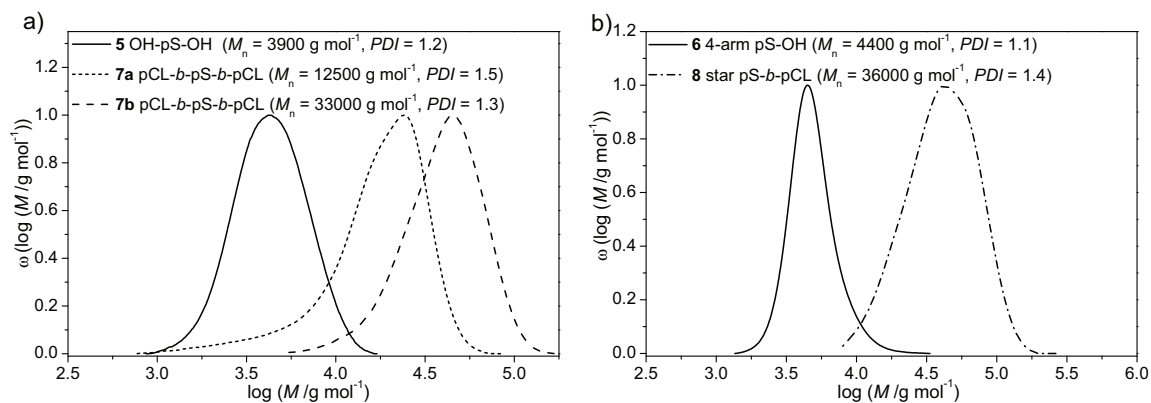 a)
5 OH-pS-OH (Mn = 3900 g mol-1, PDI = 1.2)
7a pCL-b-pS-b-pCL (Mn = 12500 g mol-1, PDI = 1.5)
7b pCL-b-pS-b-pCL (Mn = 33000 g mol-1, PDI = 1.3)
ω (log (M /g mol-1))
1.2
1.0
0.8
0.6
0.4
0.2
0.0
2.5 3.0 3.5 4.0 4.5 5.0
log (M /g mol-1)
b)
6 4-arm pS-OH (Mn = 4400 g mol-1, PDI = 1.1)
8 star pS-b-pCL (Mn = 36000 g mol-1, PDI = 1.4)
ω (log (M /g mol-1))
1.2
1.0
0.8
0.6
0.4
0.2
0.0
2.5 3.0 3.5 4.0 4.5 5.0 5.5 6.0
log (M /g mol-1)